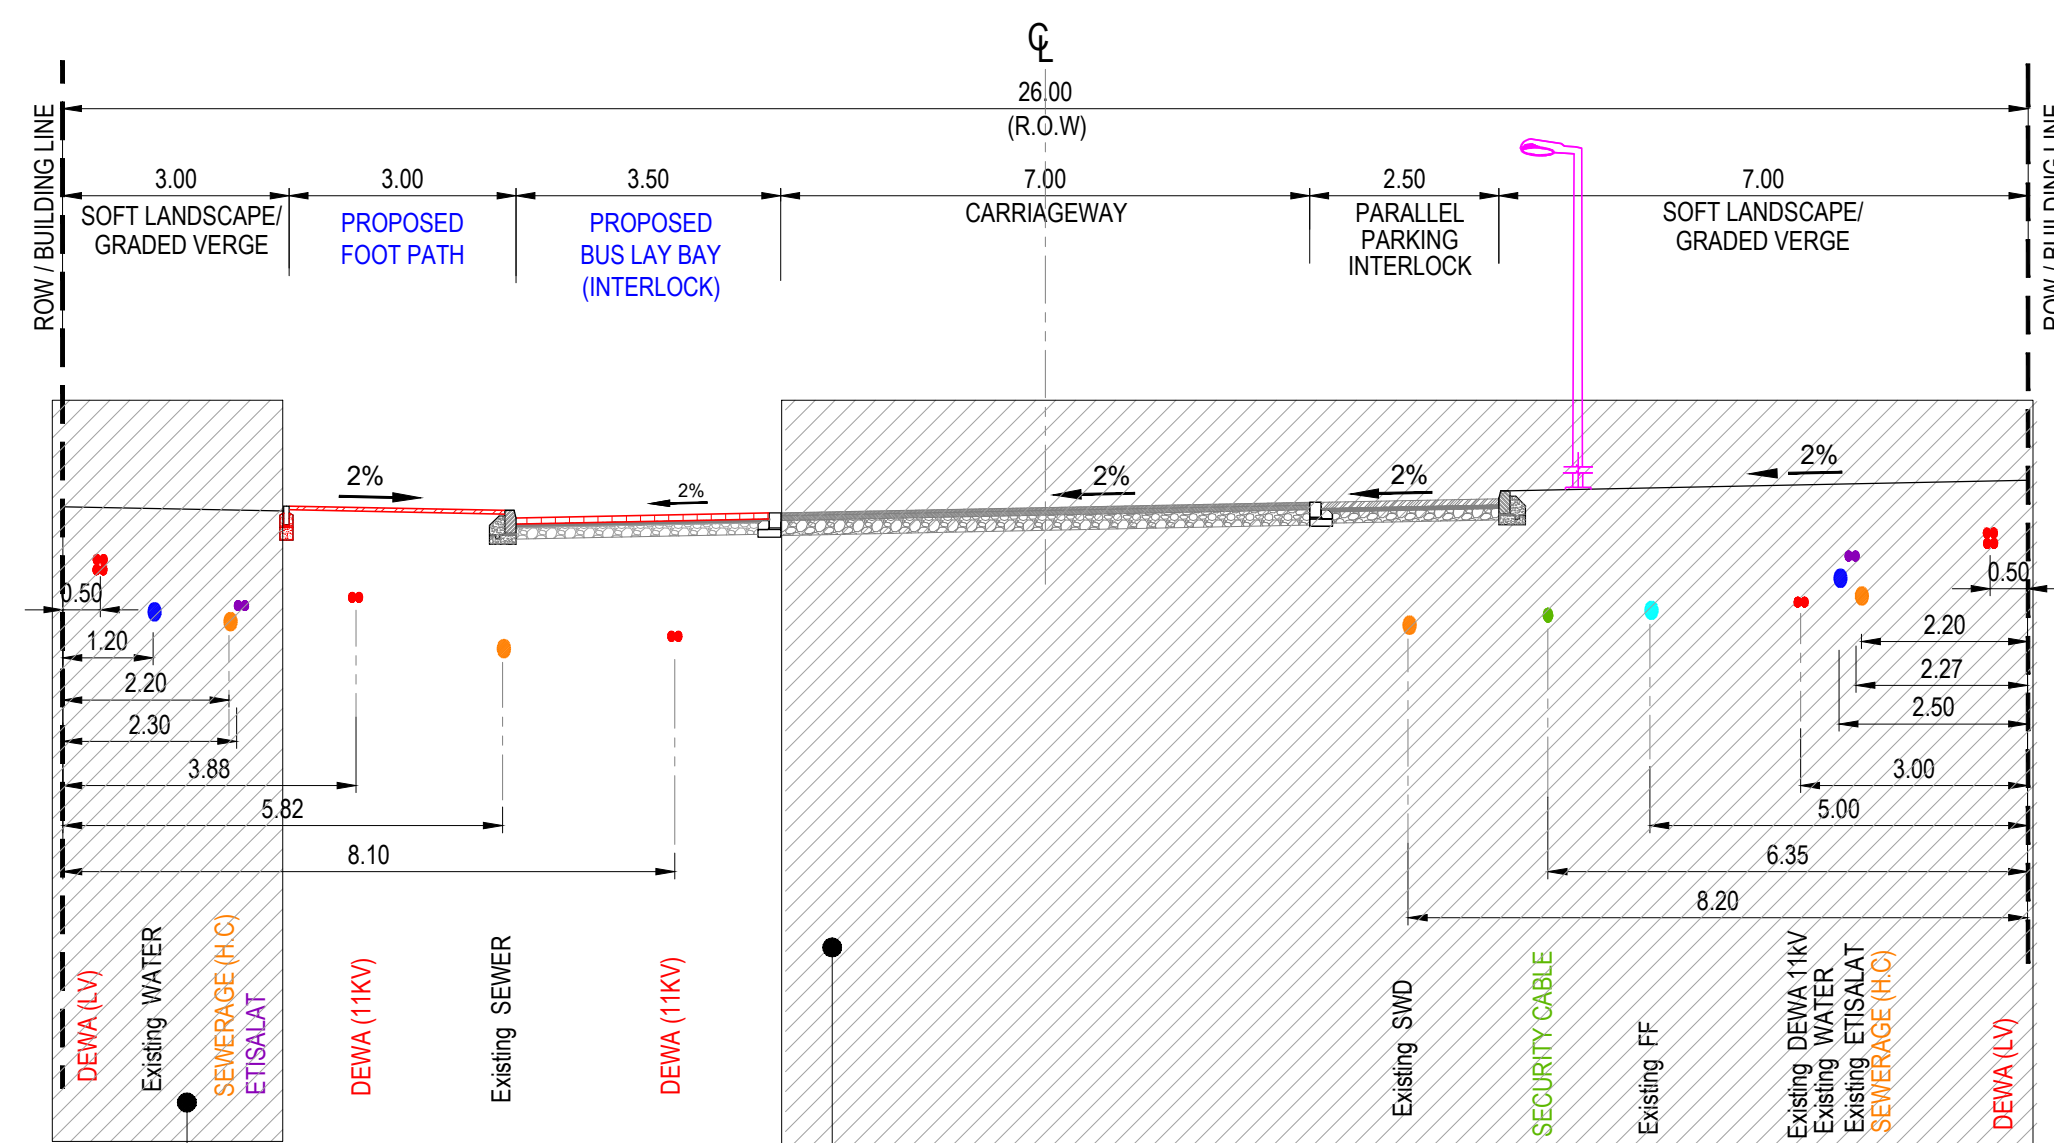 ℄
26.00
(R.O.W)
ROW / BUILDING LINE
3.00
3.00
3.50
7.00
2.50
7.00
ROW / BUILDING LINE
SOFT LANDSCAPE/
GRADED VERGE
PROPOSED
FOOT PATH
PROPOSED
BUS LAY BAY
(INTERLOCK)
CARRIAGEWAY
PARALLEL
PARKING
INTERLOCK
SOFT LANDSCAPE/
GRADED VERGE
2%
2%
2%
2%
2%
0.50
1.20
2.20
2.30
3.88
5.82
8.10
0.50
2.20
2.27
2.50
3.00
5.00
6.35
8.20
DEWA (LV)
Existing WATER
SEWERAGE (H.C)
ETISALAT
DEWA (11KV)
Existing SEWER
DEWA (11KV)
Existing SWD
SECURITY CABLE
Existing FF
Existing DEWA 11kV
Existing WATER
Existing ETISALAT
SEWERAGE (H.C)
DEWA (LV)